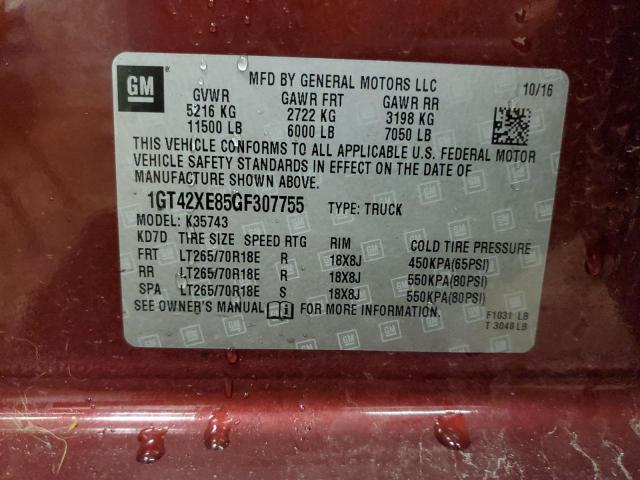 GM ®
MFD BY GENERAL MOTORS LLC 10/16
GVWR GAWR FRT GAWR RR
5216 KG 2722 KG 3198 KG
11500 LB 6000 LB 7050 LB
THIS VEHICLE CONFORMS TO ALL APPLICABLE U.S. FEDERAL MOTOR
VEHICLE SAFETY STANDARDS IN EFFECT ON THE DATE OF
MANUFACTURE SHOWN ABOVE.
1GT42XE85GF307755 TYPE: TRUCK
MODEL: K35743
KD7D TIRE SIZE SPEED RTG RIM COLD TIRE PRESSURE
FRT LT265/70R18E R 18X8J 450KPA(65PSI)
RR LT265/70R18E R 18X8J 550KPA(80PSI)
SPA LT265/70R18E S 18X8J 550KPA(80PSI)
SEE OWNER'S MANUAL FOR MORE INFORMATION.
F1031 LB
T 3048 LB